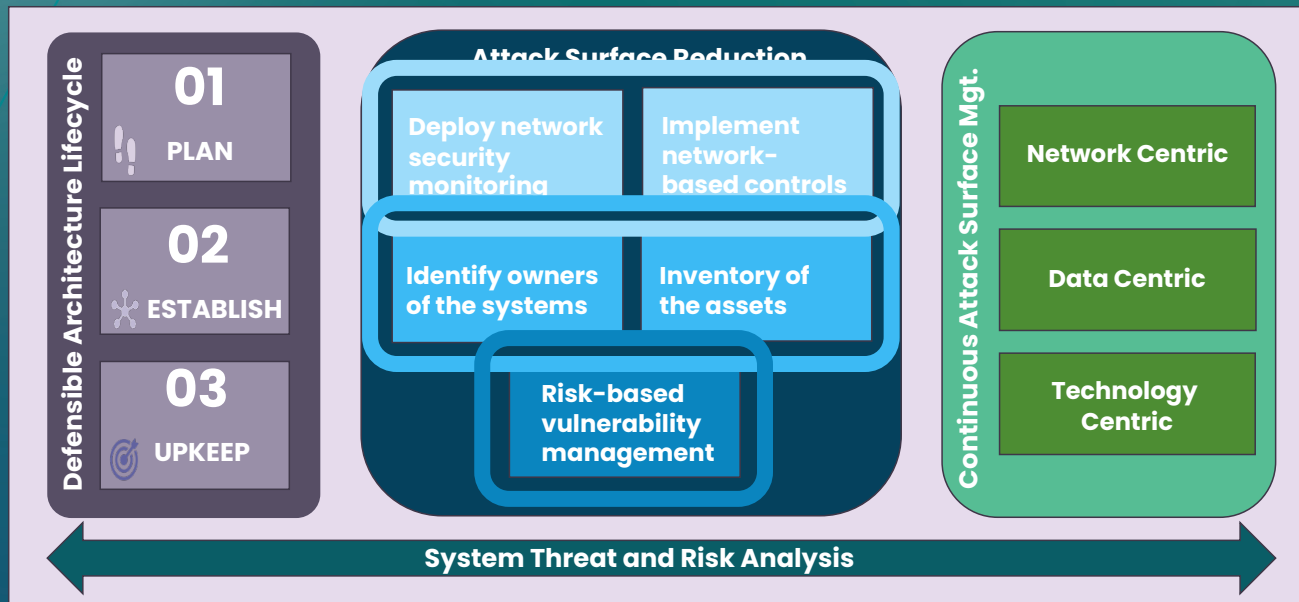 Defensible Architecture Lifecycle
01
PLAN
02
ESTABLISH
03
UPKEEP
Attack Surface Reduction
Deploy network
security
monitoring
Implement
network-
based controls
Identify owners
of the systems
Inventory of
the assets
Risk-based
vulnerability
management
Continuous Attack Surface Mgt.
Network Centric
Data Centric
Technology
Centric
System Threat and Risk Analysis